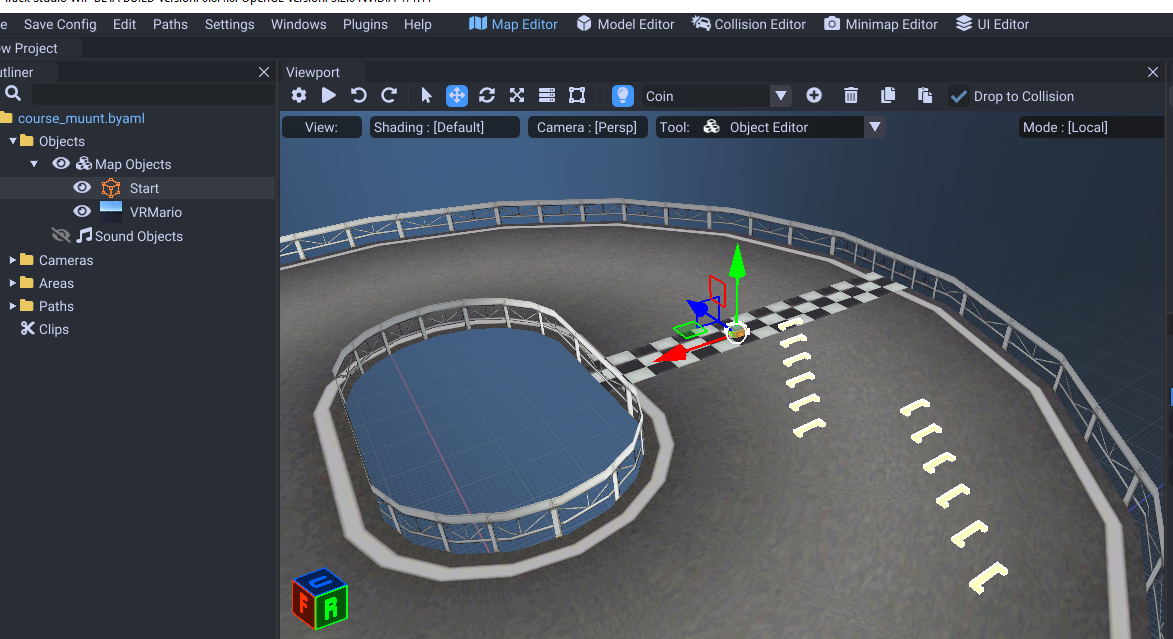 Save Config Edit Paths Settings Windows Plugins Help Map Editor Model Editor Collision Editor Minimap Editor UI Editor
Project
Viewport
Coin Drop to Collision
View: Shading : [Default] Camera : [Persp] Tool: Object Editor Mode : [Local]
course_muunt.byaml
Objects
Map Objects
Start
VRMario
Sound Objects
Cameras
Areas
Paths
Clips
F R U